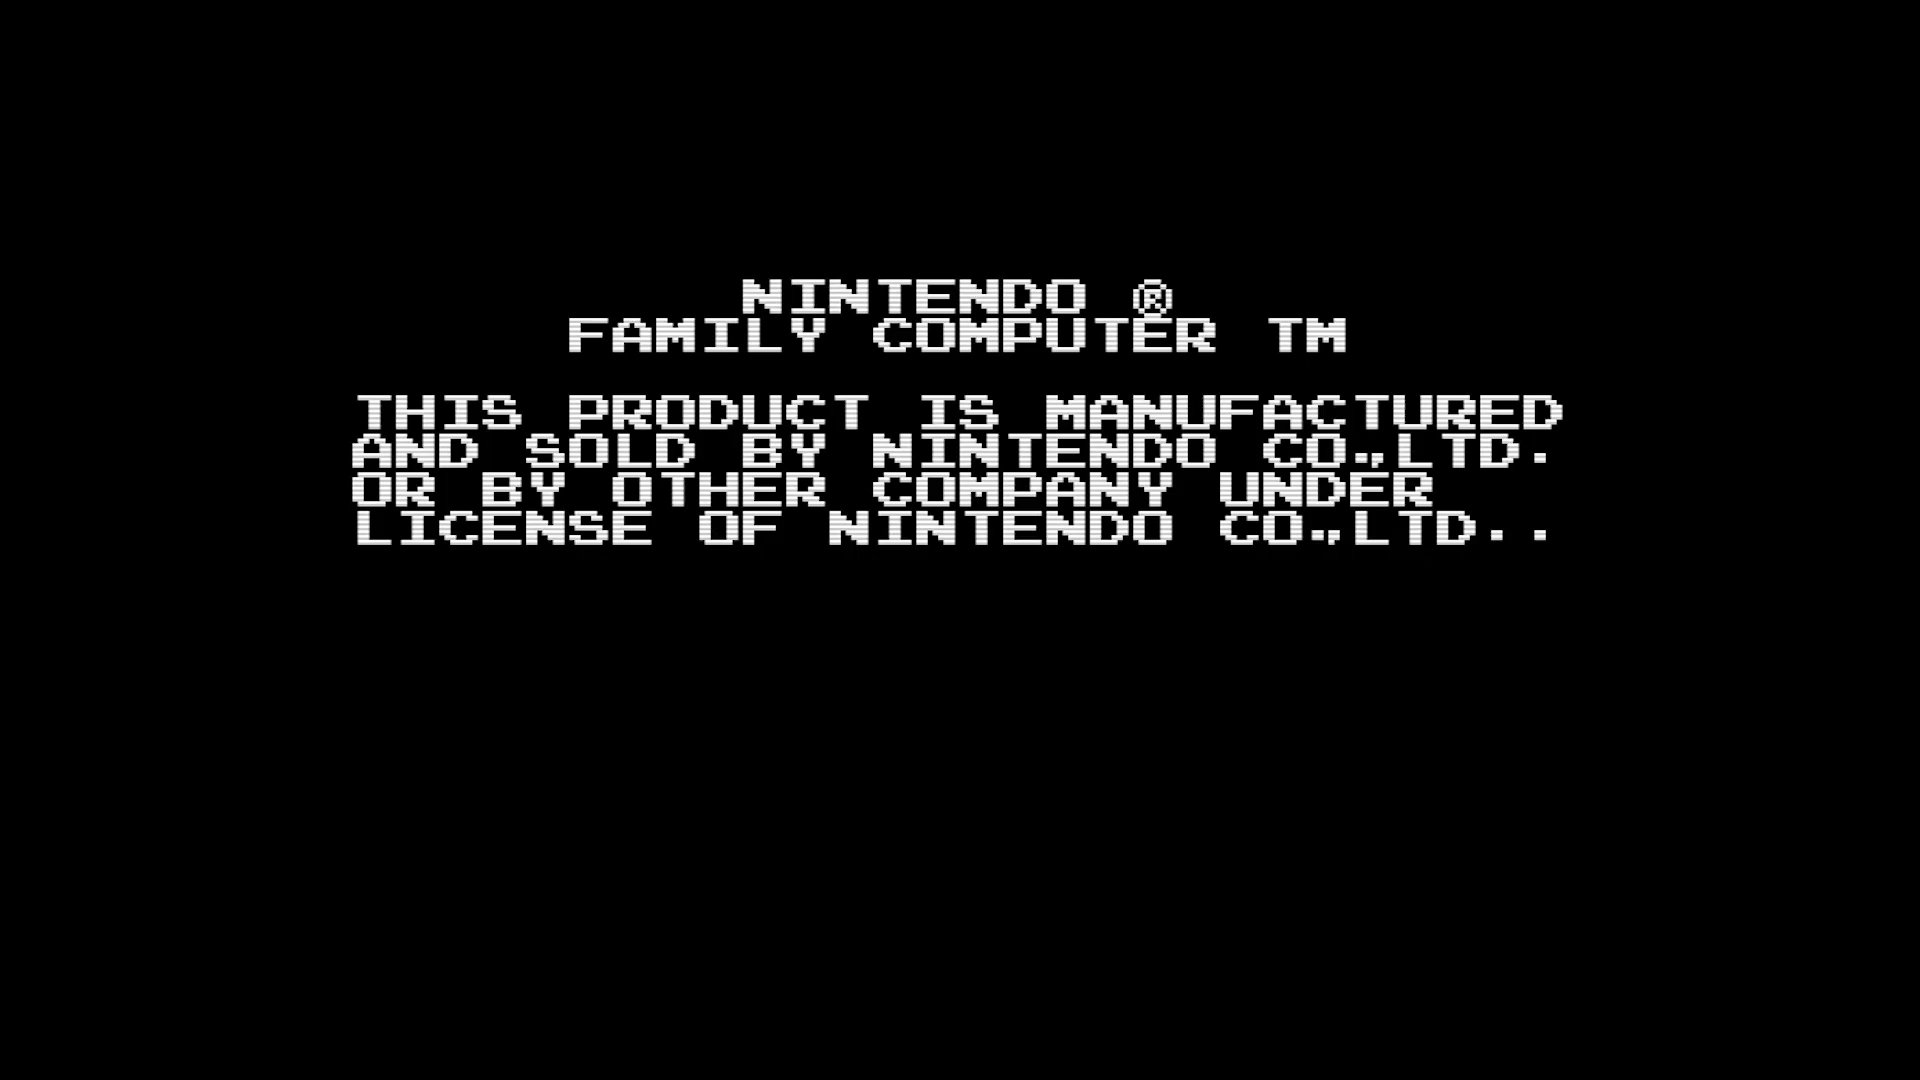 NINTENDO ®
FAMILY COMPUTER TM
THIS PRODUCT IS MANUFACTURED
AND SOLD BY NINTENDO CO.,LTD.
OR BY OTHER COMPANY UNDER
LICENSE OF NINTENDO CO.,LTD..